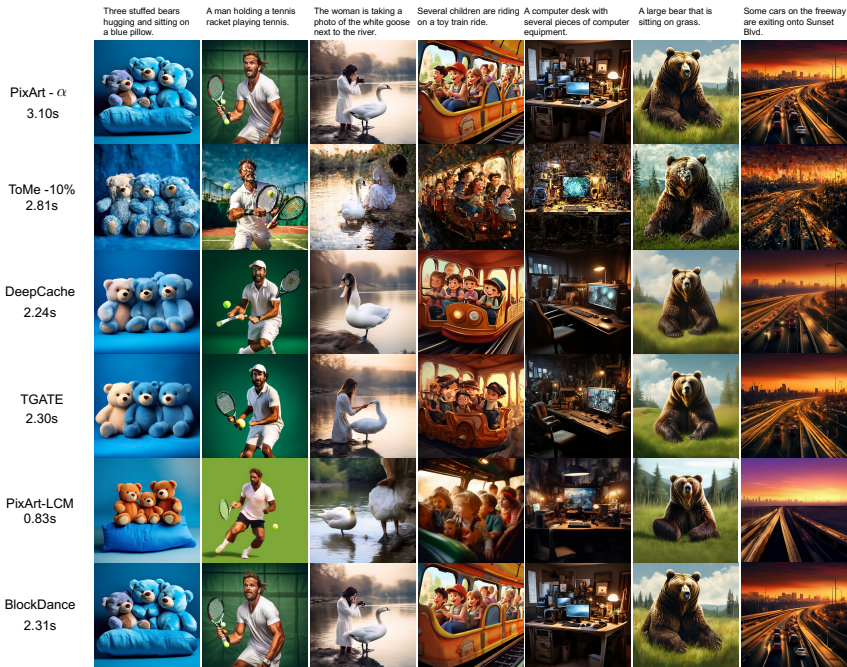 Three stuffed bears
hugging and sitting on
a blue pillow.
A man holding a tennis
racket playing tennis.
The woman is taking a
photo of the white goose
next to the river.
Several children are riding
on a toy train ride.
A computer desk with
several pieces of computer
equipment.
A large bear that is
sitting on grass.
Some cars on the freeway
are exiting onto Sunset
Blvd.
PixArt - α
3.10s
ToMe -10%
2.81s
DeepCache
2.24s
TGATE
2.30s
PixArt-LCM
0.83s
BlockDance
2.31s